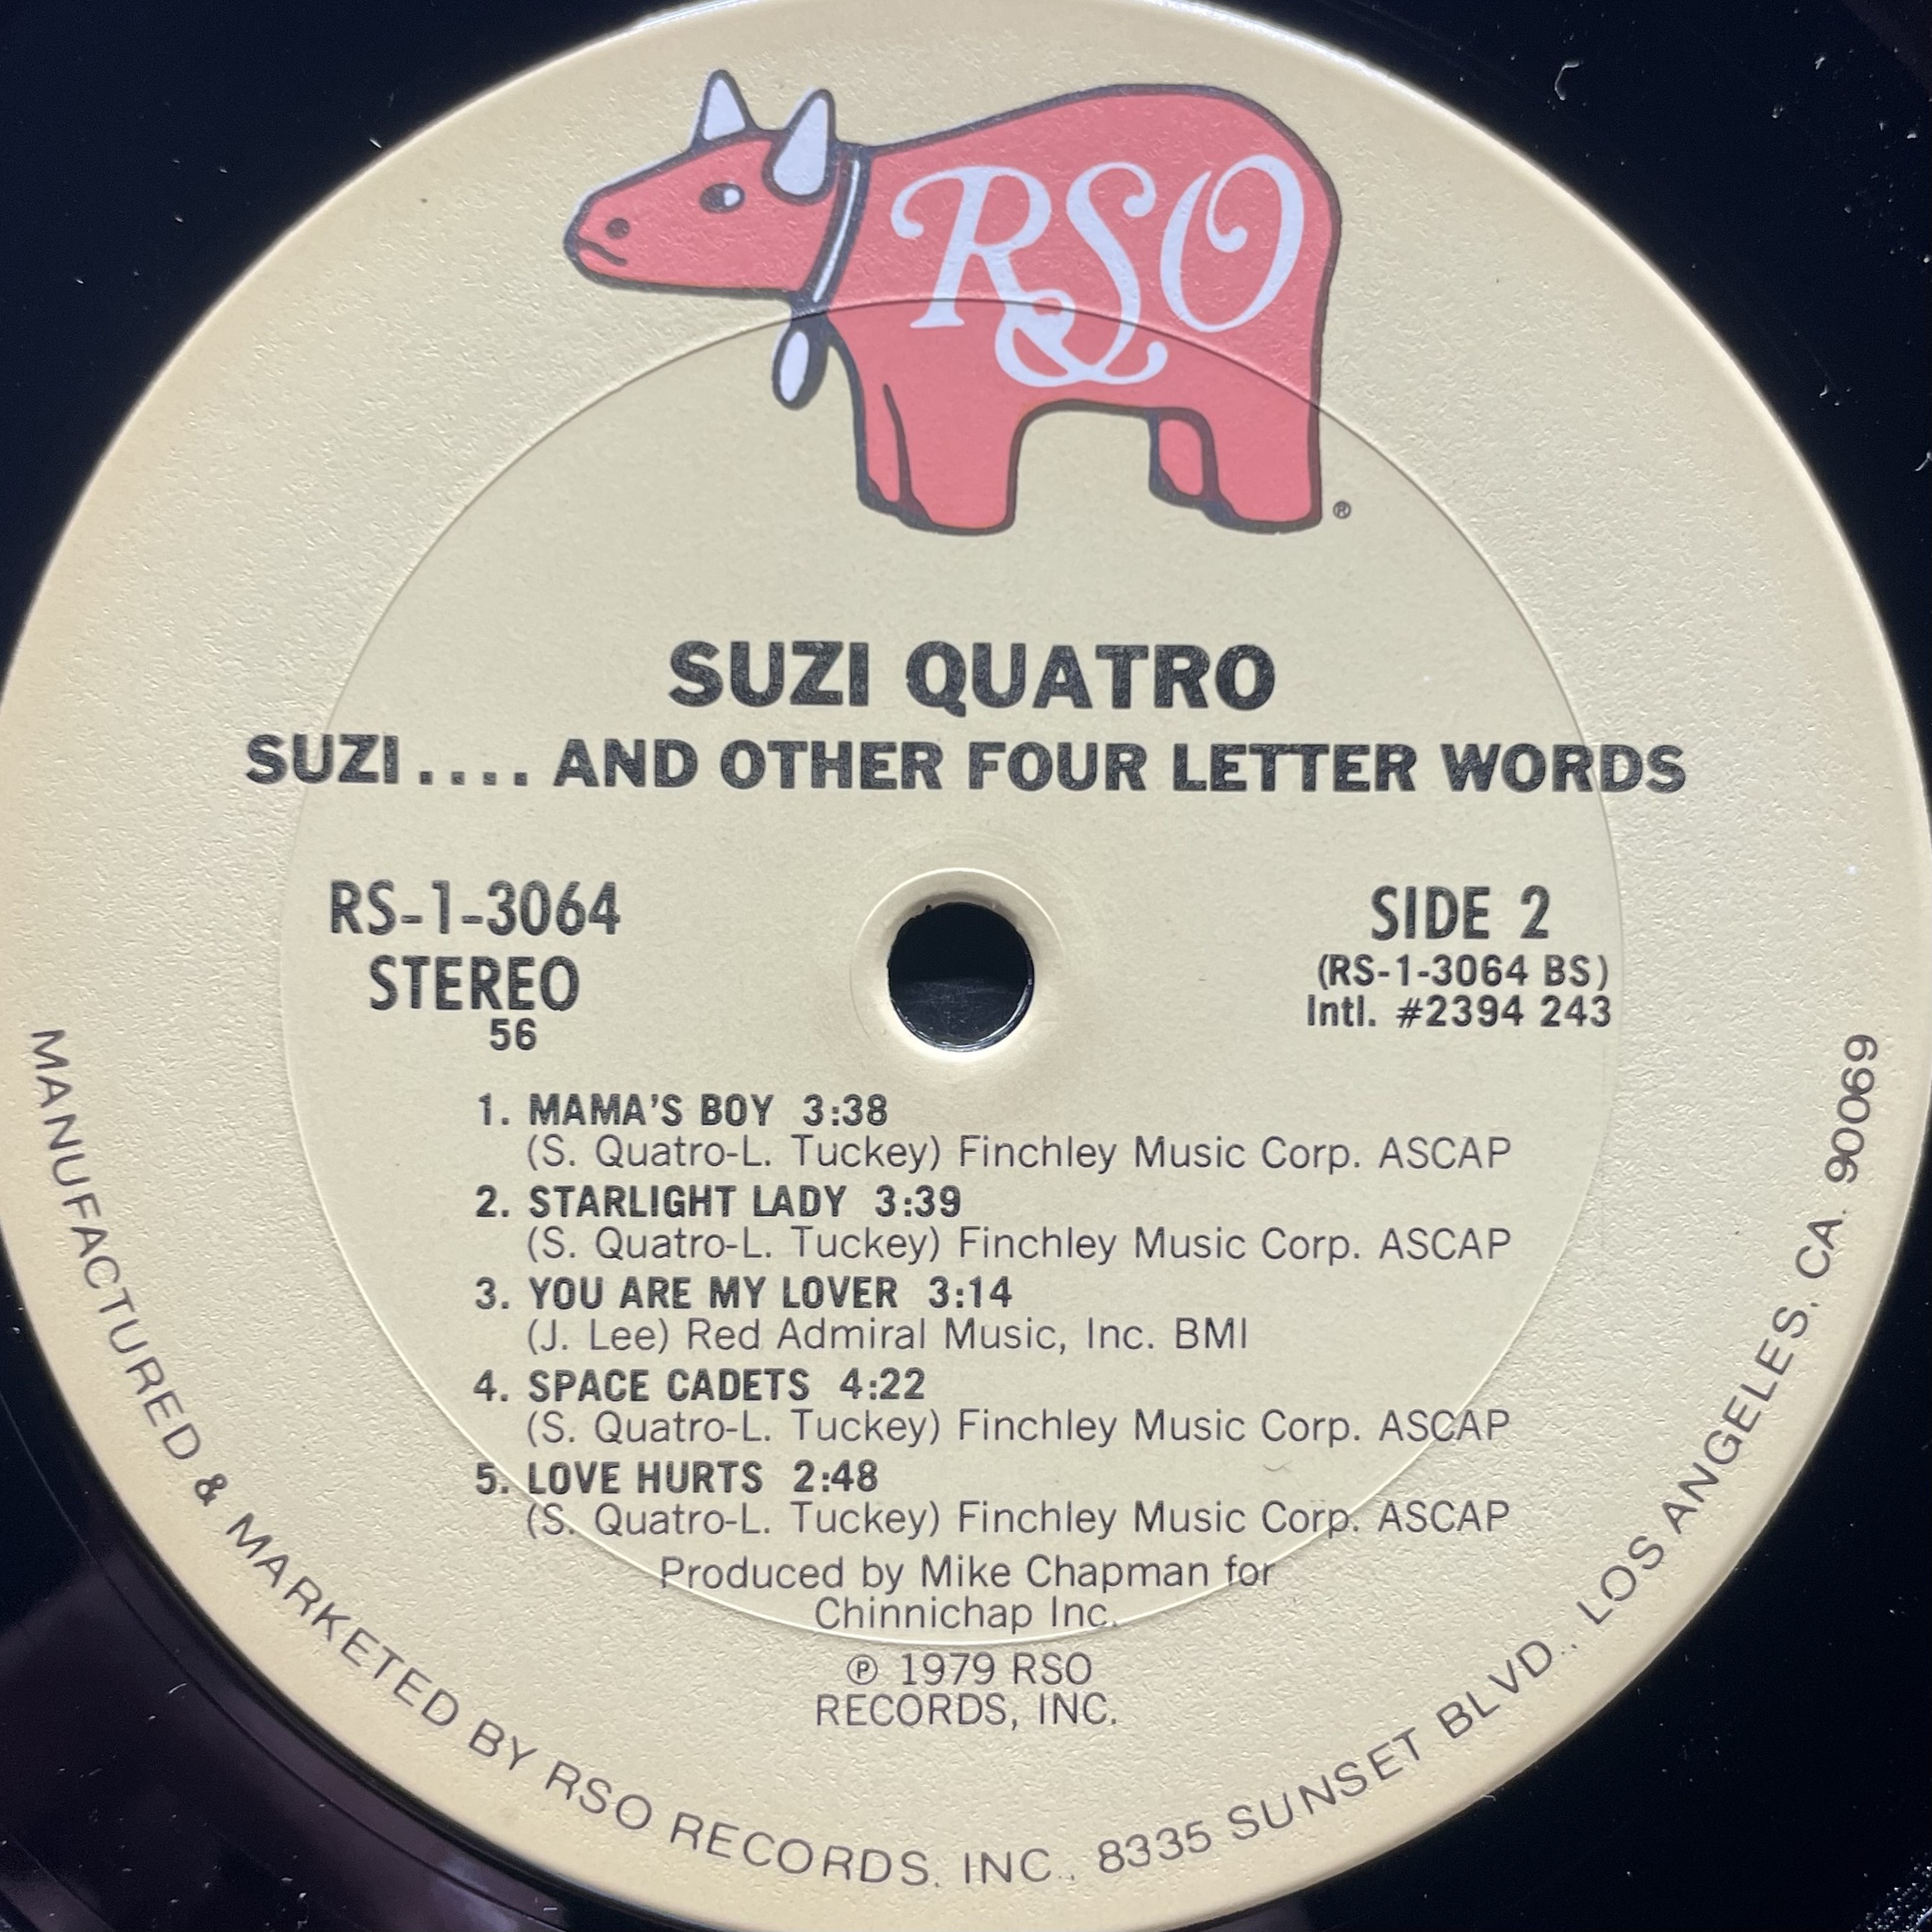 RSO
®
SUZI QUATRO
SUZI.... AND OTHER FOUR LETTER WORDS
RS-1-3064
STEREO
56
SIDE 2
(RS-1-3064 BS)
Intl. #2394 243
1. MAMA'S BOY 3:38
(S. Quatro-L. Tuckey) Finchley Music Corp. ASCAP
2. STARLIGHT LADY 3:39
(S. Quatro-L. Tuckey) Finchley Music Corp. ASCAP
3. YOU ARE MY LOVER 3:14
(J. Lee) Red Admiral Music, Inc. BMI
4. SPACE CADETS 4:22
(S. Quatro-L. Tuckey) Finchley Music Corp. ASCAP
5. LOVE HURTS 2:48
(S. Quatro-L. Tuckey) Finchley Music Corp. ASCAP
Produced by Mike Chapman for
Chinnichap Inc.
℗ 1979 RSO
RECORDS, INC.
MANUFACTURED & MARKETED BY RSO RECORDS, INC., 8335 SUNSET BLVD., LOS ANGELES, CA. 90069